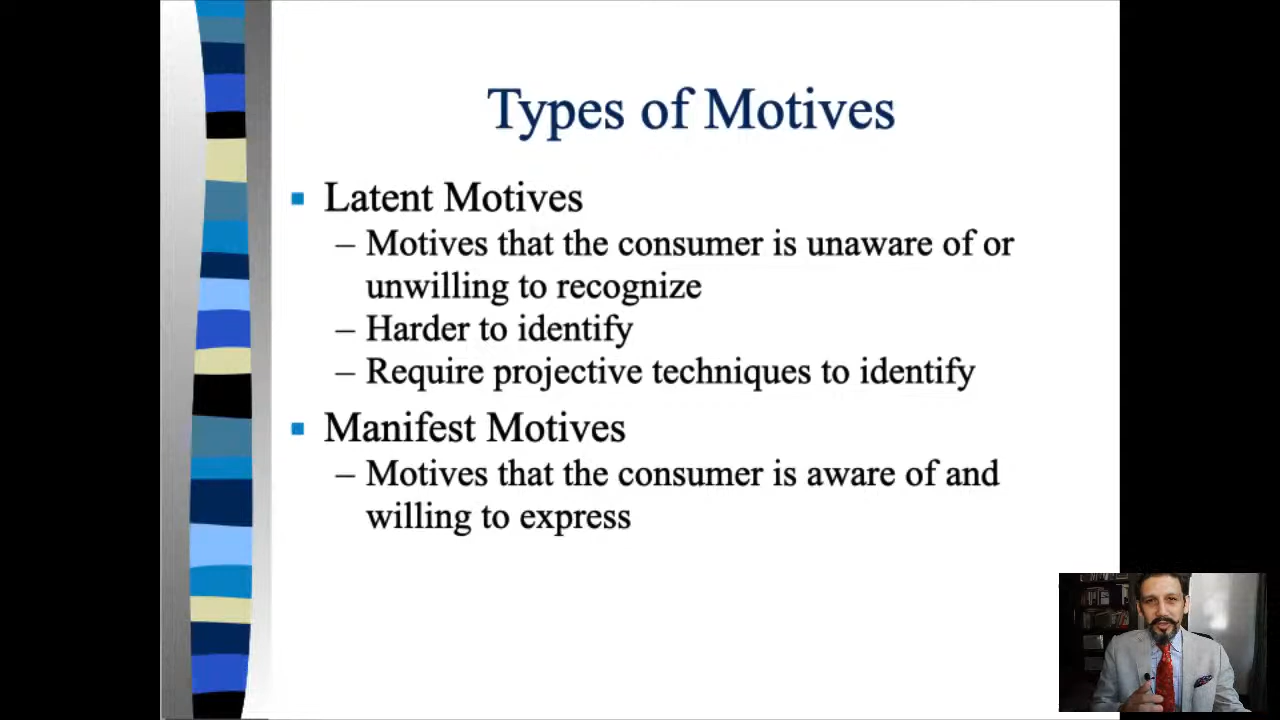 Types of Motives
Latent Motives
– Motives that the consumer is unaware of or
unwilling to recognize
– Harder to identify
– Require projective techniques to identify
Manifest Motives
– Motives that the consumer is aware of and
willing to express